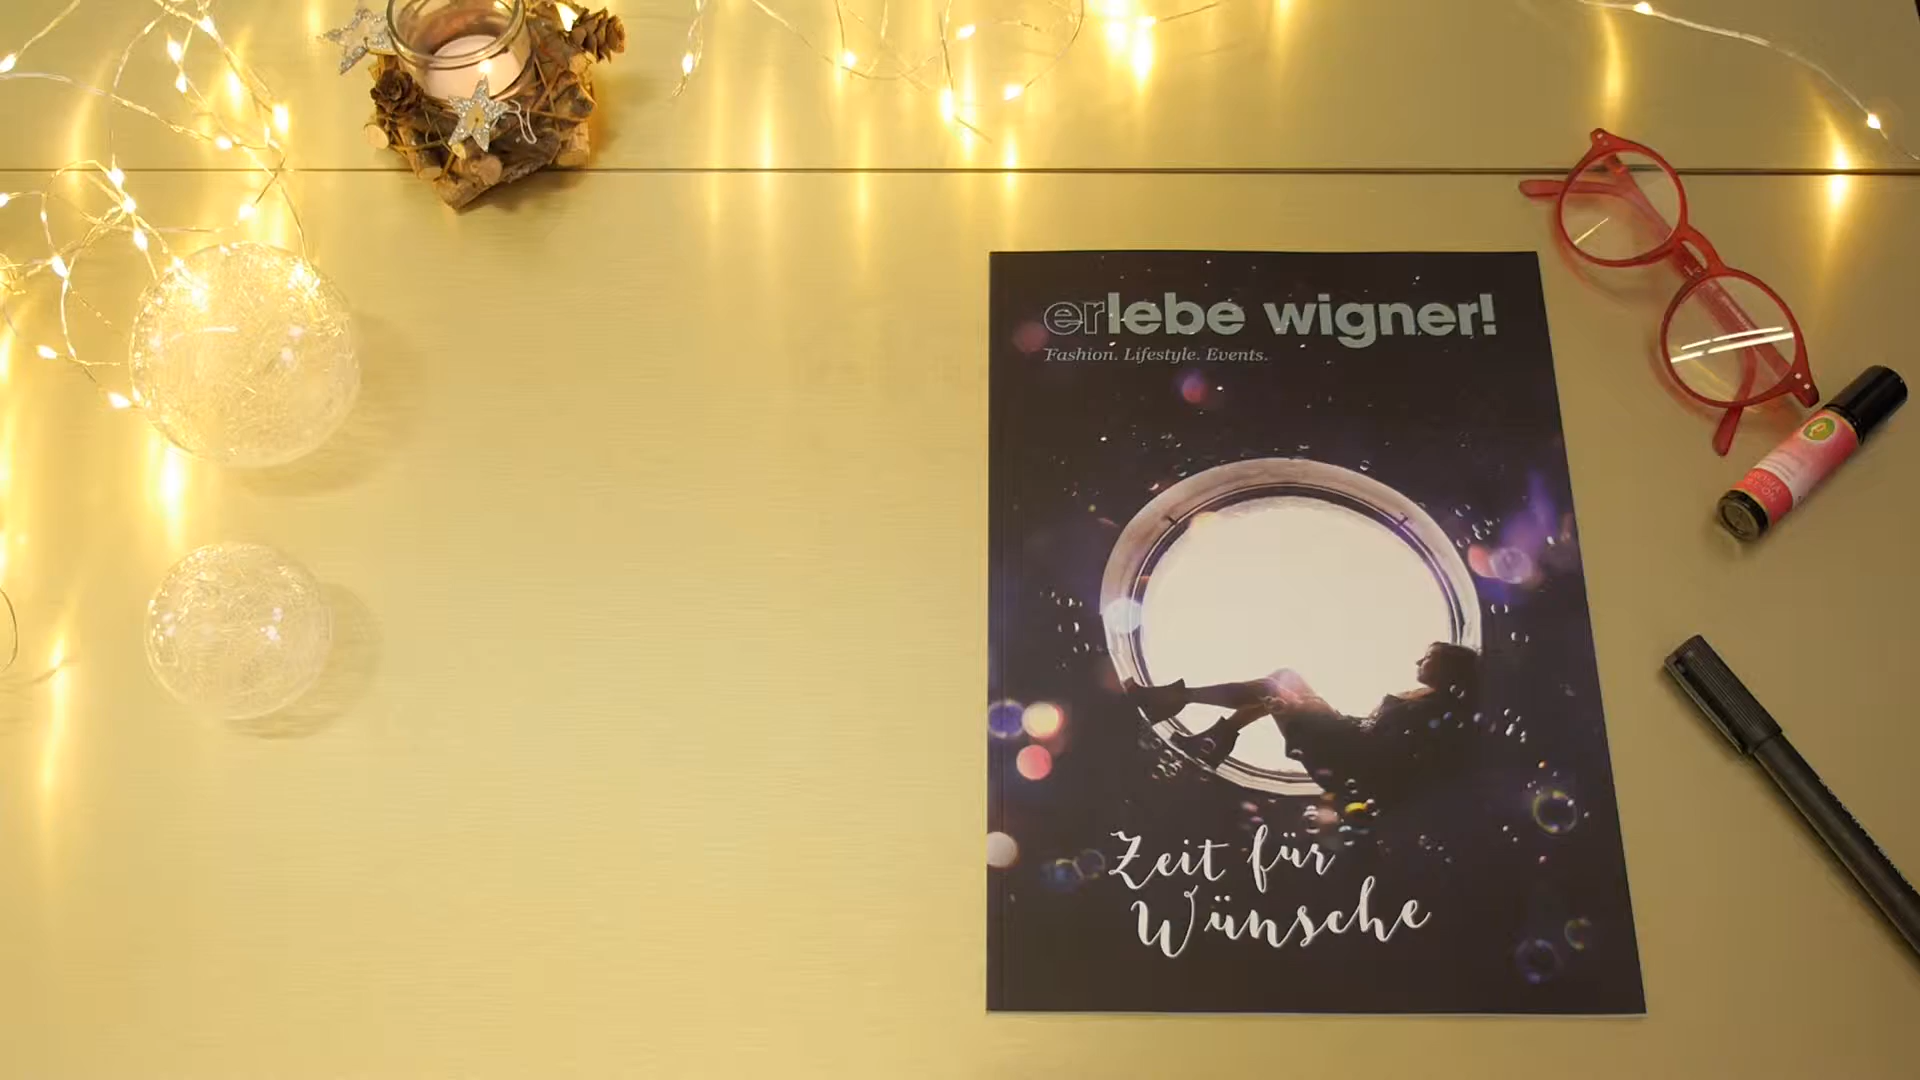 erlebe wigner!
Fashion. Lifestyle. Events.
Zeit für
Wünsche